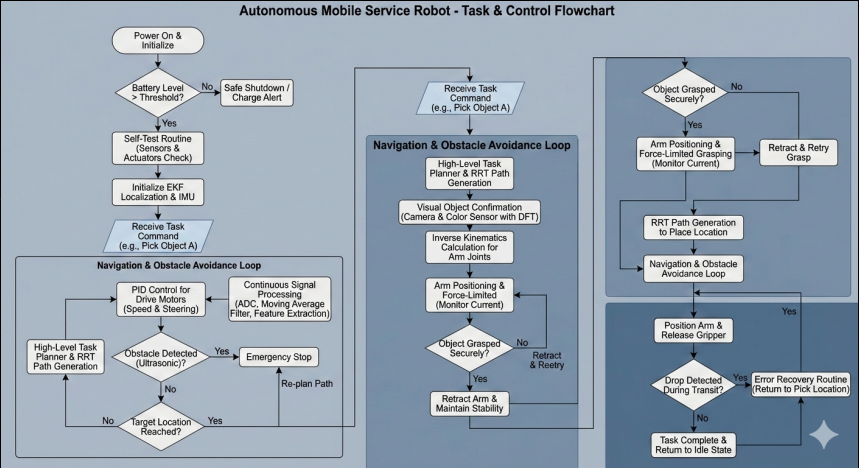 Autonomous Mobile Service Robot - Task & Control Flowchart
Power On &
Initialize
Battery Level
> Threshold?
No
Safe Shutdown /
Charge Alert
Yes
Self-Test Routine
(Sensors &
Actuators Check)
Initialize EKF
Localization & IMU
Receive Task
Command
(e.g., Pick Object A)
Navigation & Obstacle Avoidance Loop
PID Control for
Drive Motors
(Speed & Steering)
Continuous Signal
Processing
(ADC, Moving Average
Filter, Feature Extraction)
High-Level Task
Planner & RRT
Path Generation
Obstacle Detected
(Ultrasonic)?
Yes
Emergency Stop
Re-plan Path
No
Target Location
Reached?
No
Yes
Receive Task
Command
(e.g., Pick Object A)
Navigation & Obstacle Avoidance Loop
High-Level Task
Planner & RRT Path
Generation
Visual Object Confirmation
(Camera & Color Sensor with DFT)
Inverse Kinematics
Calculation for
Arm Joints
Arm Positioning &
Force-Limited
(Monitor Current)
Object Grasped
Securely?
No
Retract
& Reetry
Yes
Retract Arm &
Maintain Stability
Object Grasped
Securely?
No
Yes
Arm Positioning &
Force-LImIted Grasping
(Monitor Current)
Retract & Retry
Grasp
RRT Path Generation
to Place Location
Navigation & Obstacle
Avoidance Loop
Yes
Position Arm &
Release Gripper
Drop Detected
During Transit?
Yes
Error Recovery Routine
(Return to Pick Location)
No
Task Complete &
Return to Idle State